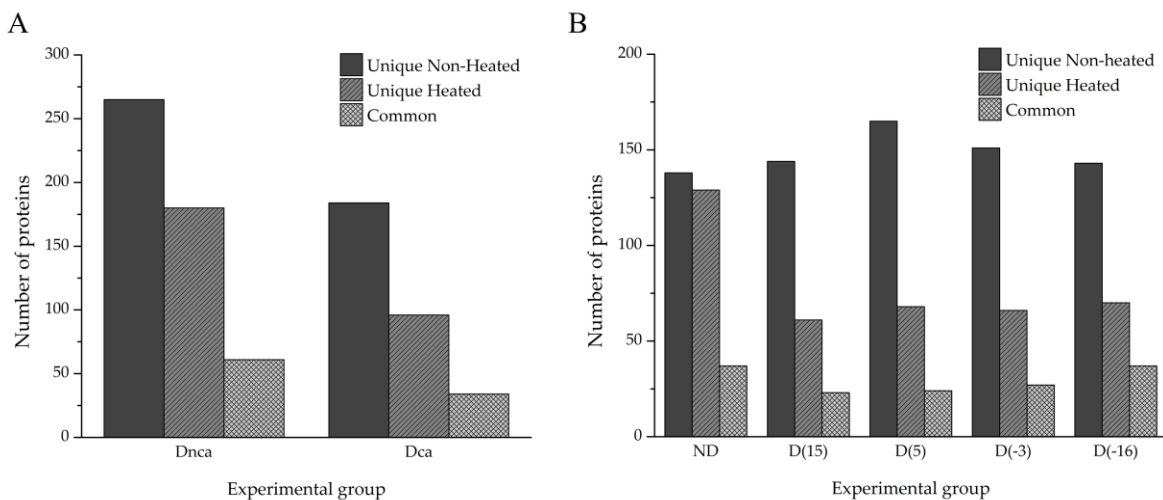 A
300
250
200
150
100
50
0
Number of proteins
Unique Non-Heated
Unique Heated
Common
Dnca
Dca
Experimental group
B
200
150
100
50
0
Number of proteins
Unique Non-heated
Unique Heated
Common
ND
D(15)
D(5)
D(-3)
D(-16)
Experimental group